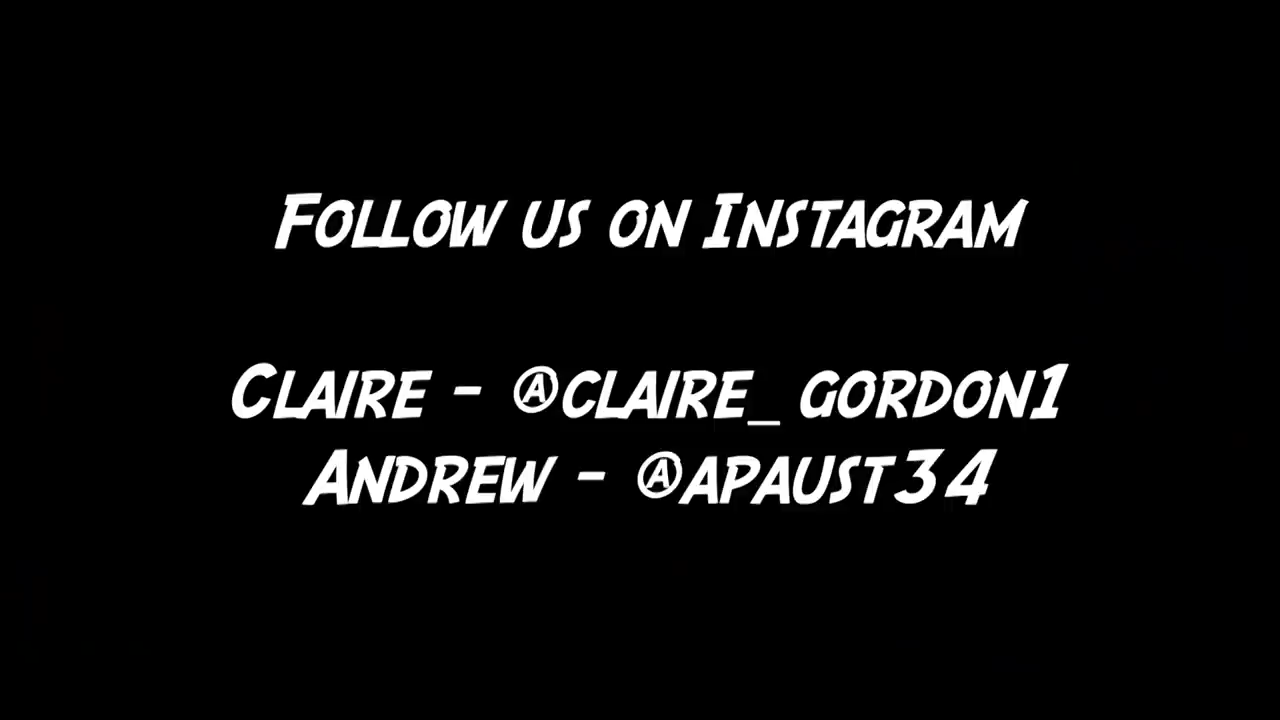 Follow us on Instagram
Claire - @claire_gordon1
Andrew - @apaust34